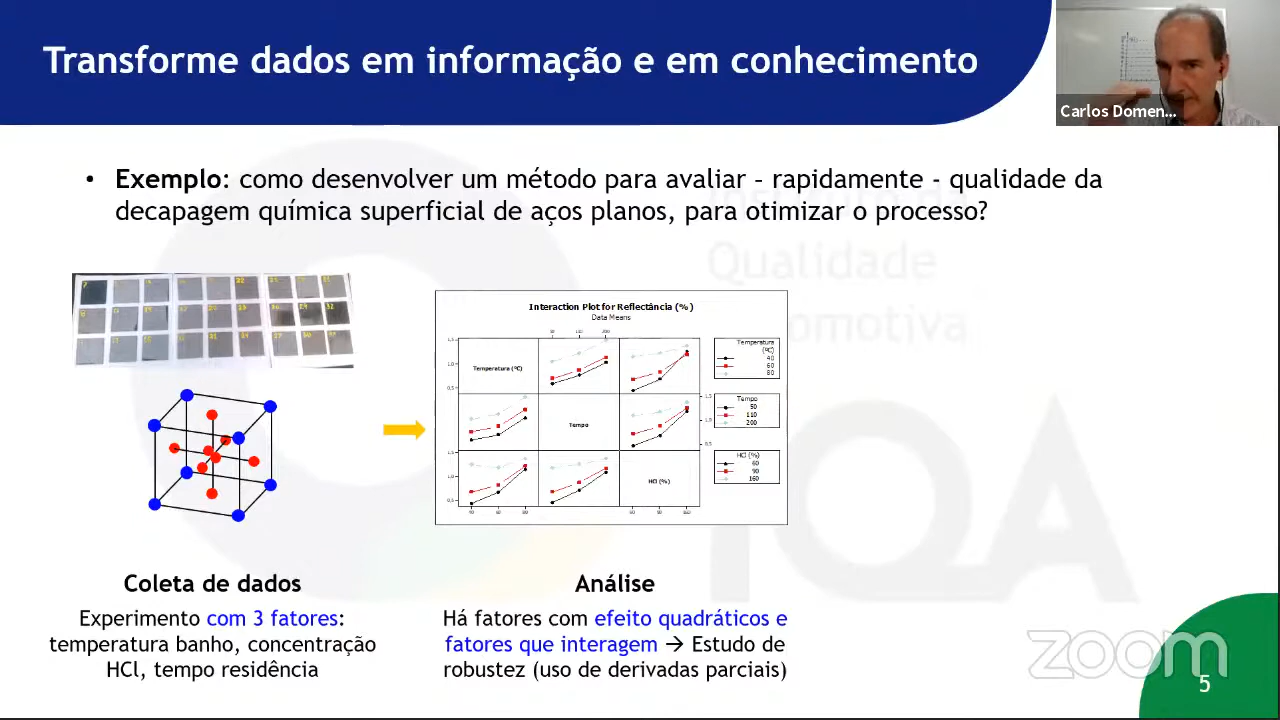 Transforme dados em informação e em conhecimento
Carlos Domen...
• Exemplo: como desenvolver um método para avaliar – rapidamente - qualidade da
decapagem química superficial de aços planos, para otimizar o processo?
Qualidade
Interaction Plot for Reflectância (%)
Data Means
Temperatura (ºC)
Tempo
HCl (%)
Temperatura
(ºC)
40
60
80
Tempo
50
110
200
HCl (%)
60
90
160
IQA
Coleta de dados
Experimento com 3 fatores:
temperatura banho, concentração
HCl, tempo residência
Análise
Há fatores com efeito quadráticos e
fatores que interagem → Estudo de
robustez (uso de derivadas parciais)
zoom
5